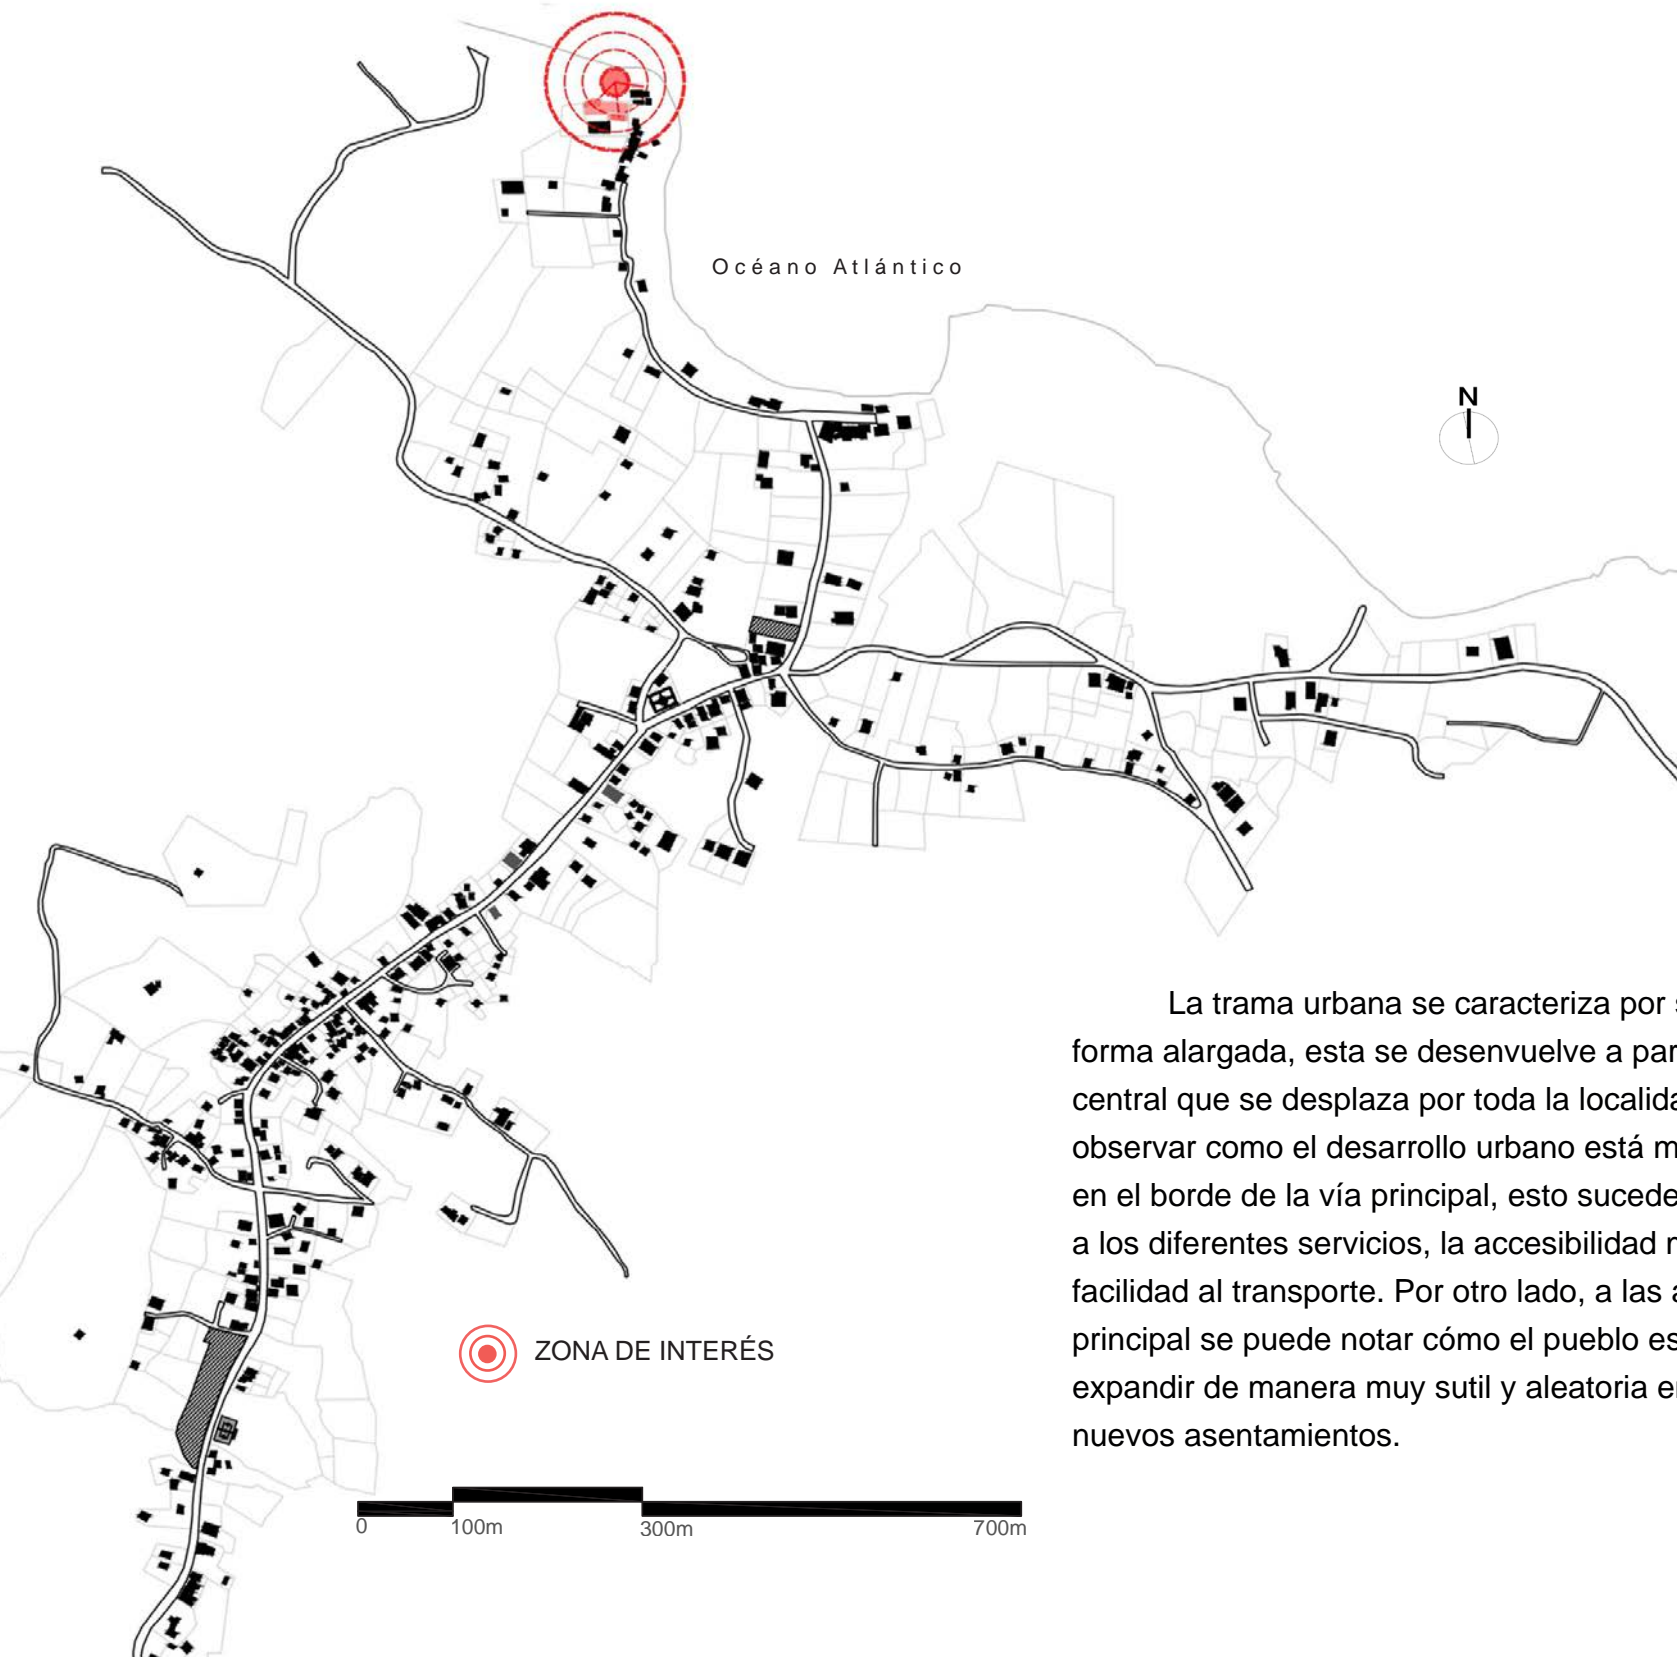 Océano Atlántico
N
La trama urbana se caracteriza por
forma alargada, esta se desenvuelve a
central que se desplaza por toda la
observar como el desarrollo urbano está
en el borde de la vía principal, esto sucede
a los diferentes servicios, la accesibilidad
facilidad al transporte. Por otro lado, a las
principal se puede notar cómo el pueblo
expandir de manera muy sutil y aleatoria
nuevos asentamientos.
ZONA DE INTERÉS
0 100m 300m 700m